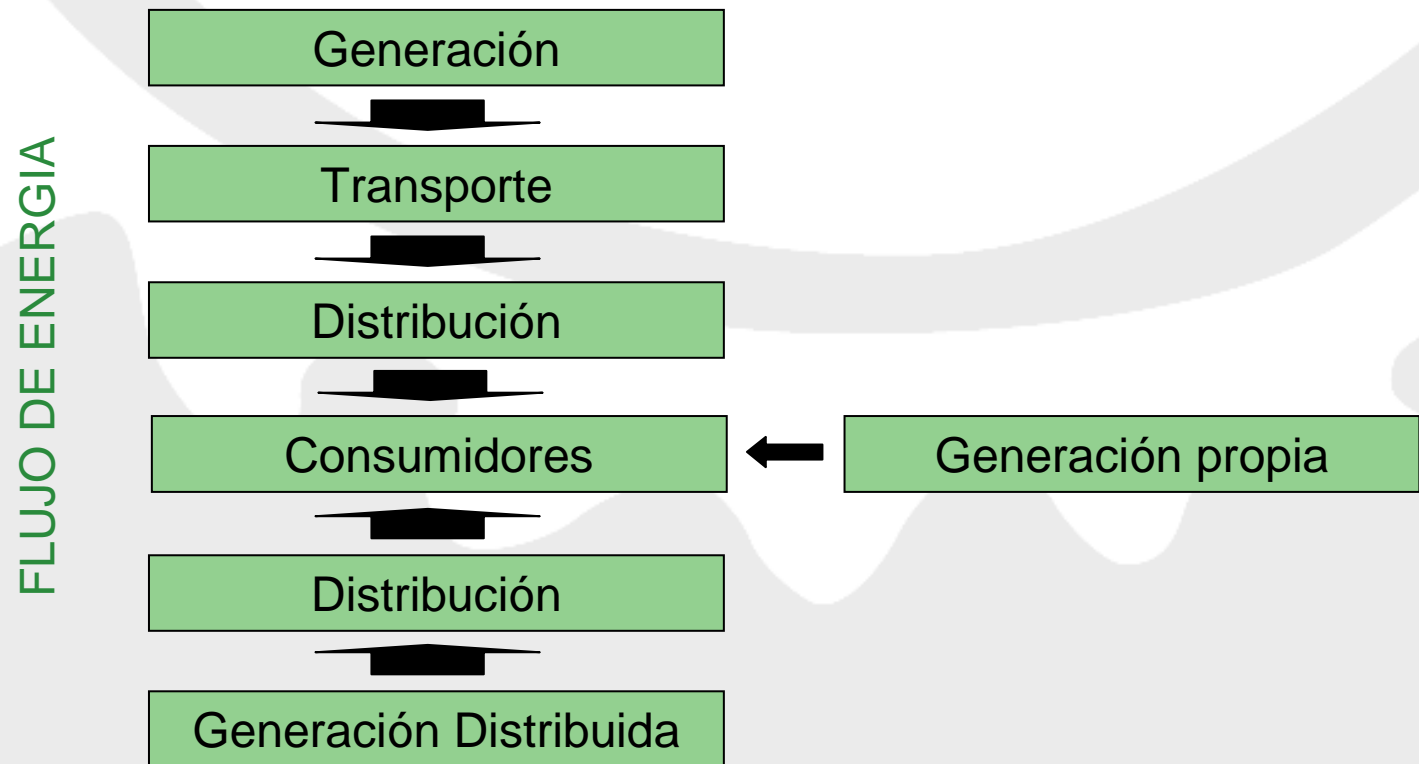 FLUJO DE ENERGIA
Generación
Transporte
Distribución
Consumidores
Generación propia
Distribución
Generación Distribuida